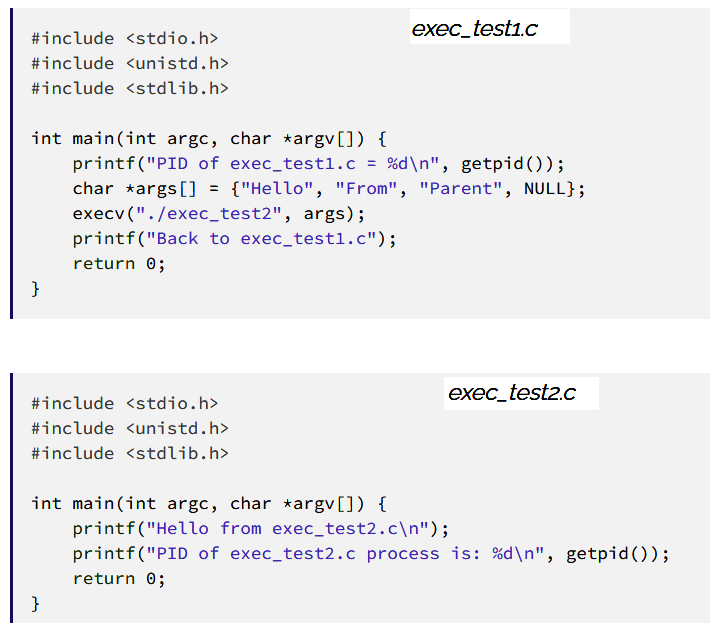 exec_test1.c
#include <stdio.h>
#include <unistd.h>
#include <stdlib.h>
int main(int argc, char *argv[]) {
    printf("PID of exec_test1.c = %d\n", getpid());
    char *args[] = {"Hello", "From", "Parent", NULL};
    execv("./exec_test2", args);
    printf("Back to exec_test1.c");
    return 0;
}
exec_test2.c
#include <stdio.h>
#include <unistd.h>
#include <stdlib.h>
int main(int argc, char *argv[]) {
    printf("Hello from exec_test2.c\n");
    printf("PID of exec_test2.c process is: %d\n", getpid());
    return 0;
}